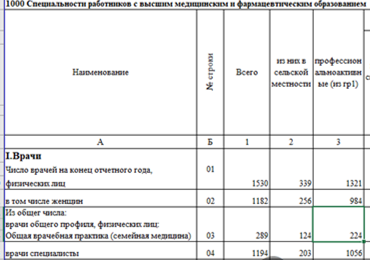 1000 Специальности работников с высшим медицинским и фармацевтическим образованием
Наименование
№ строки
Всего
из них в
сельской
местности
профессион
альноактивн
ые (из гр1)
А Б 1 2 3
I.Врачи
Число врачей на конец отчетного года,
физических лиц 01 1530 339 1321
в том числе женщин 02 1182 256 984
Из общег числа:
врачи общего профиля, физических лиц:
Общая врачебная практика (семейная медицина) 03 289 124 224
врачи специалисты 04 1194 203 1056